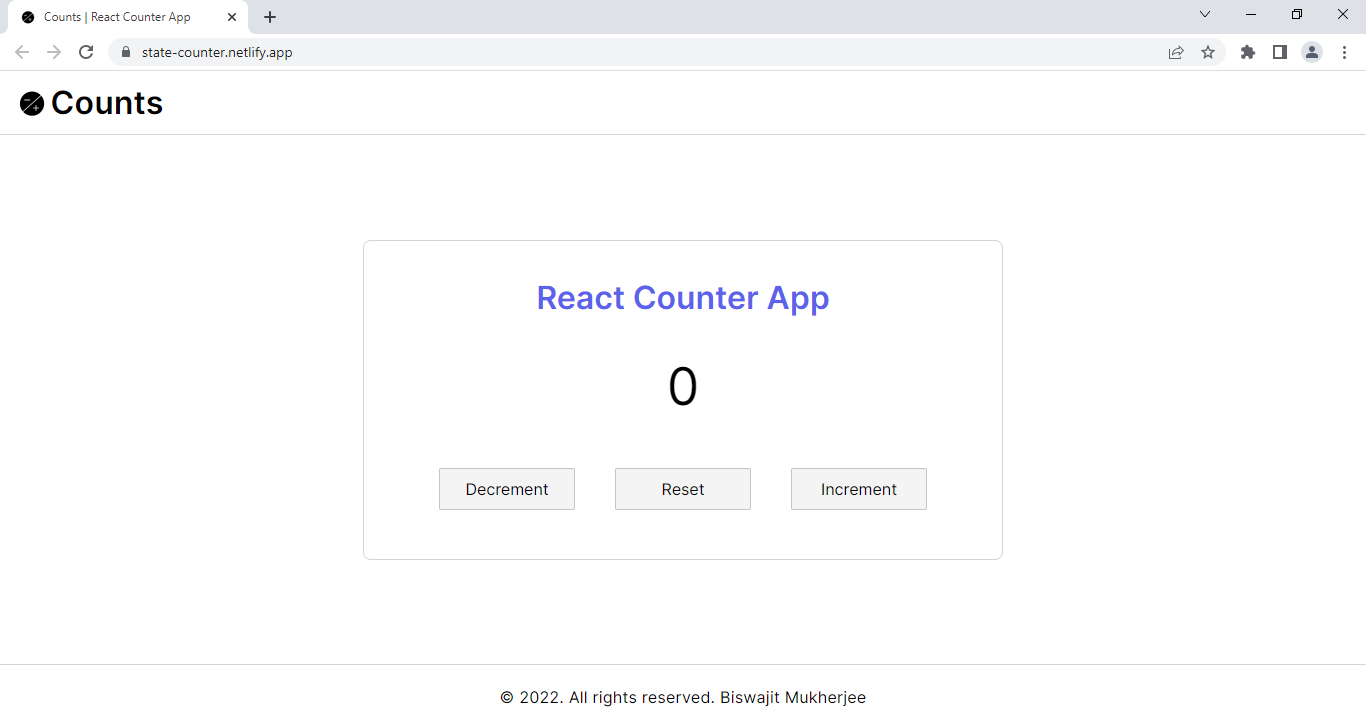 Counts | React Counter App
state-counter.netlify.app
Counts
React Counter App
0
Decrement Reset Increment
© 2022. All rights reserved. Biswajit Mukherjee